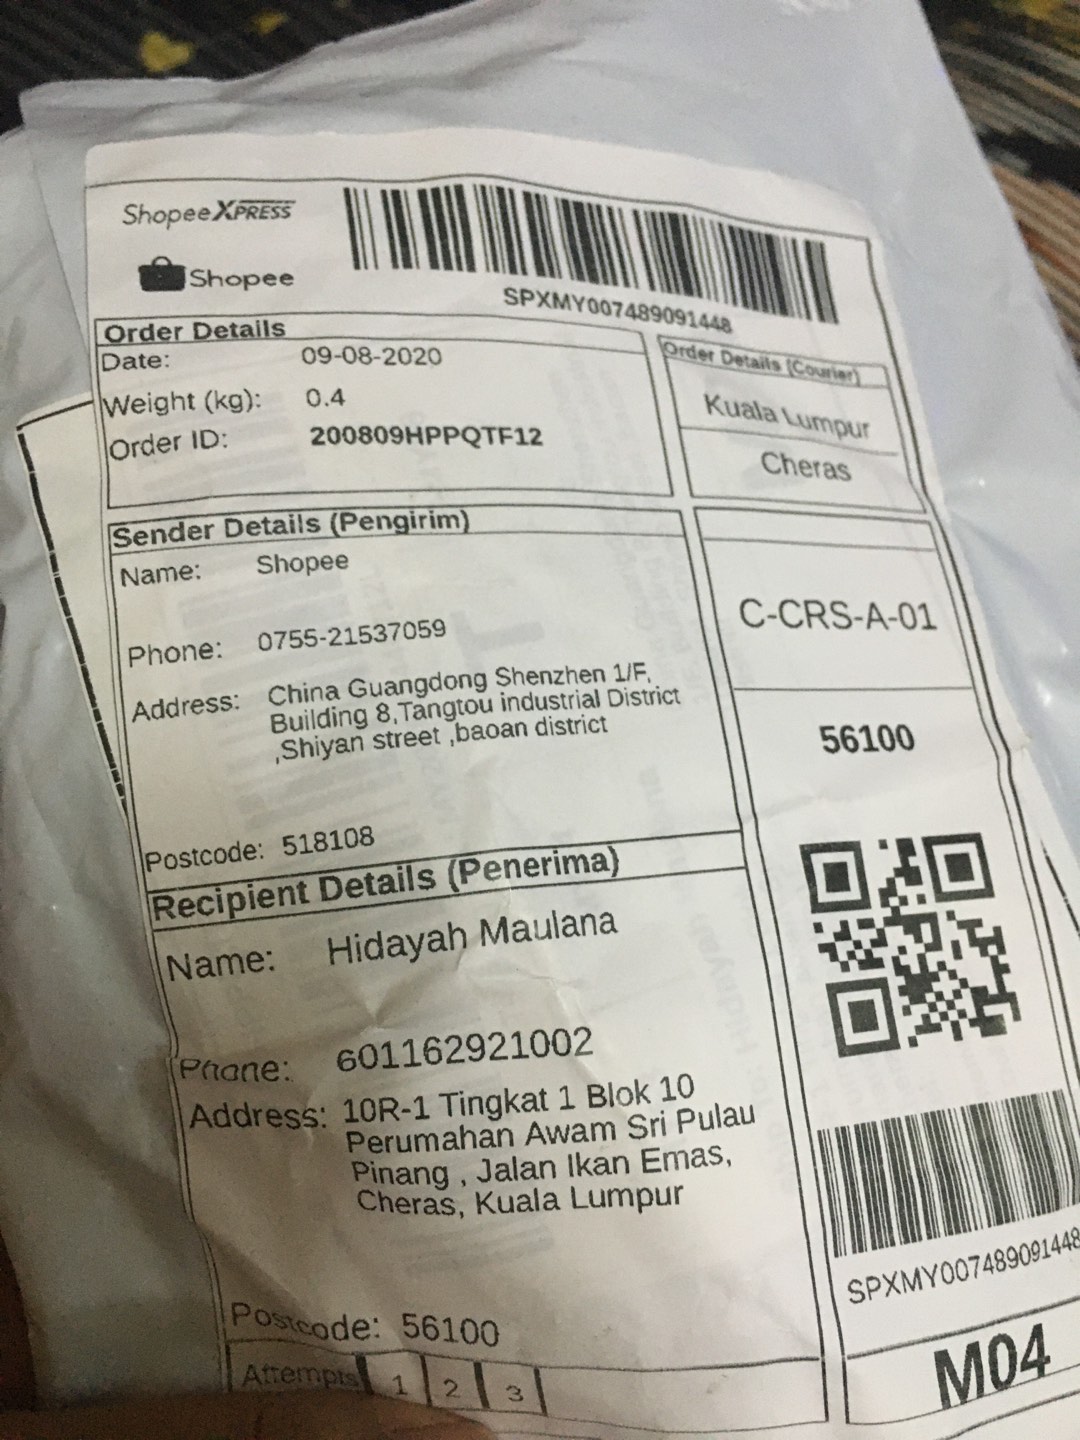 Shopee XPRESS
Shopee
SPXMY007489091448
Order Details
Date: 09-08-2020
Weight (kg): 0.4
Order ID: 200809HPPQTF12
Order Details (Courier)
Kuala Lumpur
Cheras
Sender Details (Pengirim)
Name: Shopee
Phone: 0755-21537059
Address: China Guangdong Shenzhen 1/F,
Building 8,Tangtou industrial District
,Shiyan street ,baoan district
Postcode: 518108
C-CRS-A-01
56100
Recipient Details (Penerima)
Name: Hidayah Maulana
Phone: 601162921002
Address: 10R-1 Tingkat 1 Blok 10
Perumahan Awam Sri Pulau
Pinang , Jalan Ikan Emas,
Cheras, Kuala Lumpur
Postcode: 56100
Attempts 1 2 3
SPXMY007489091448
M04